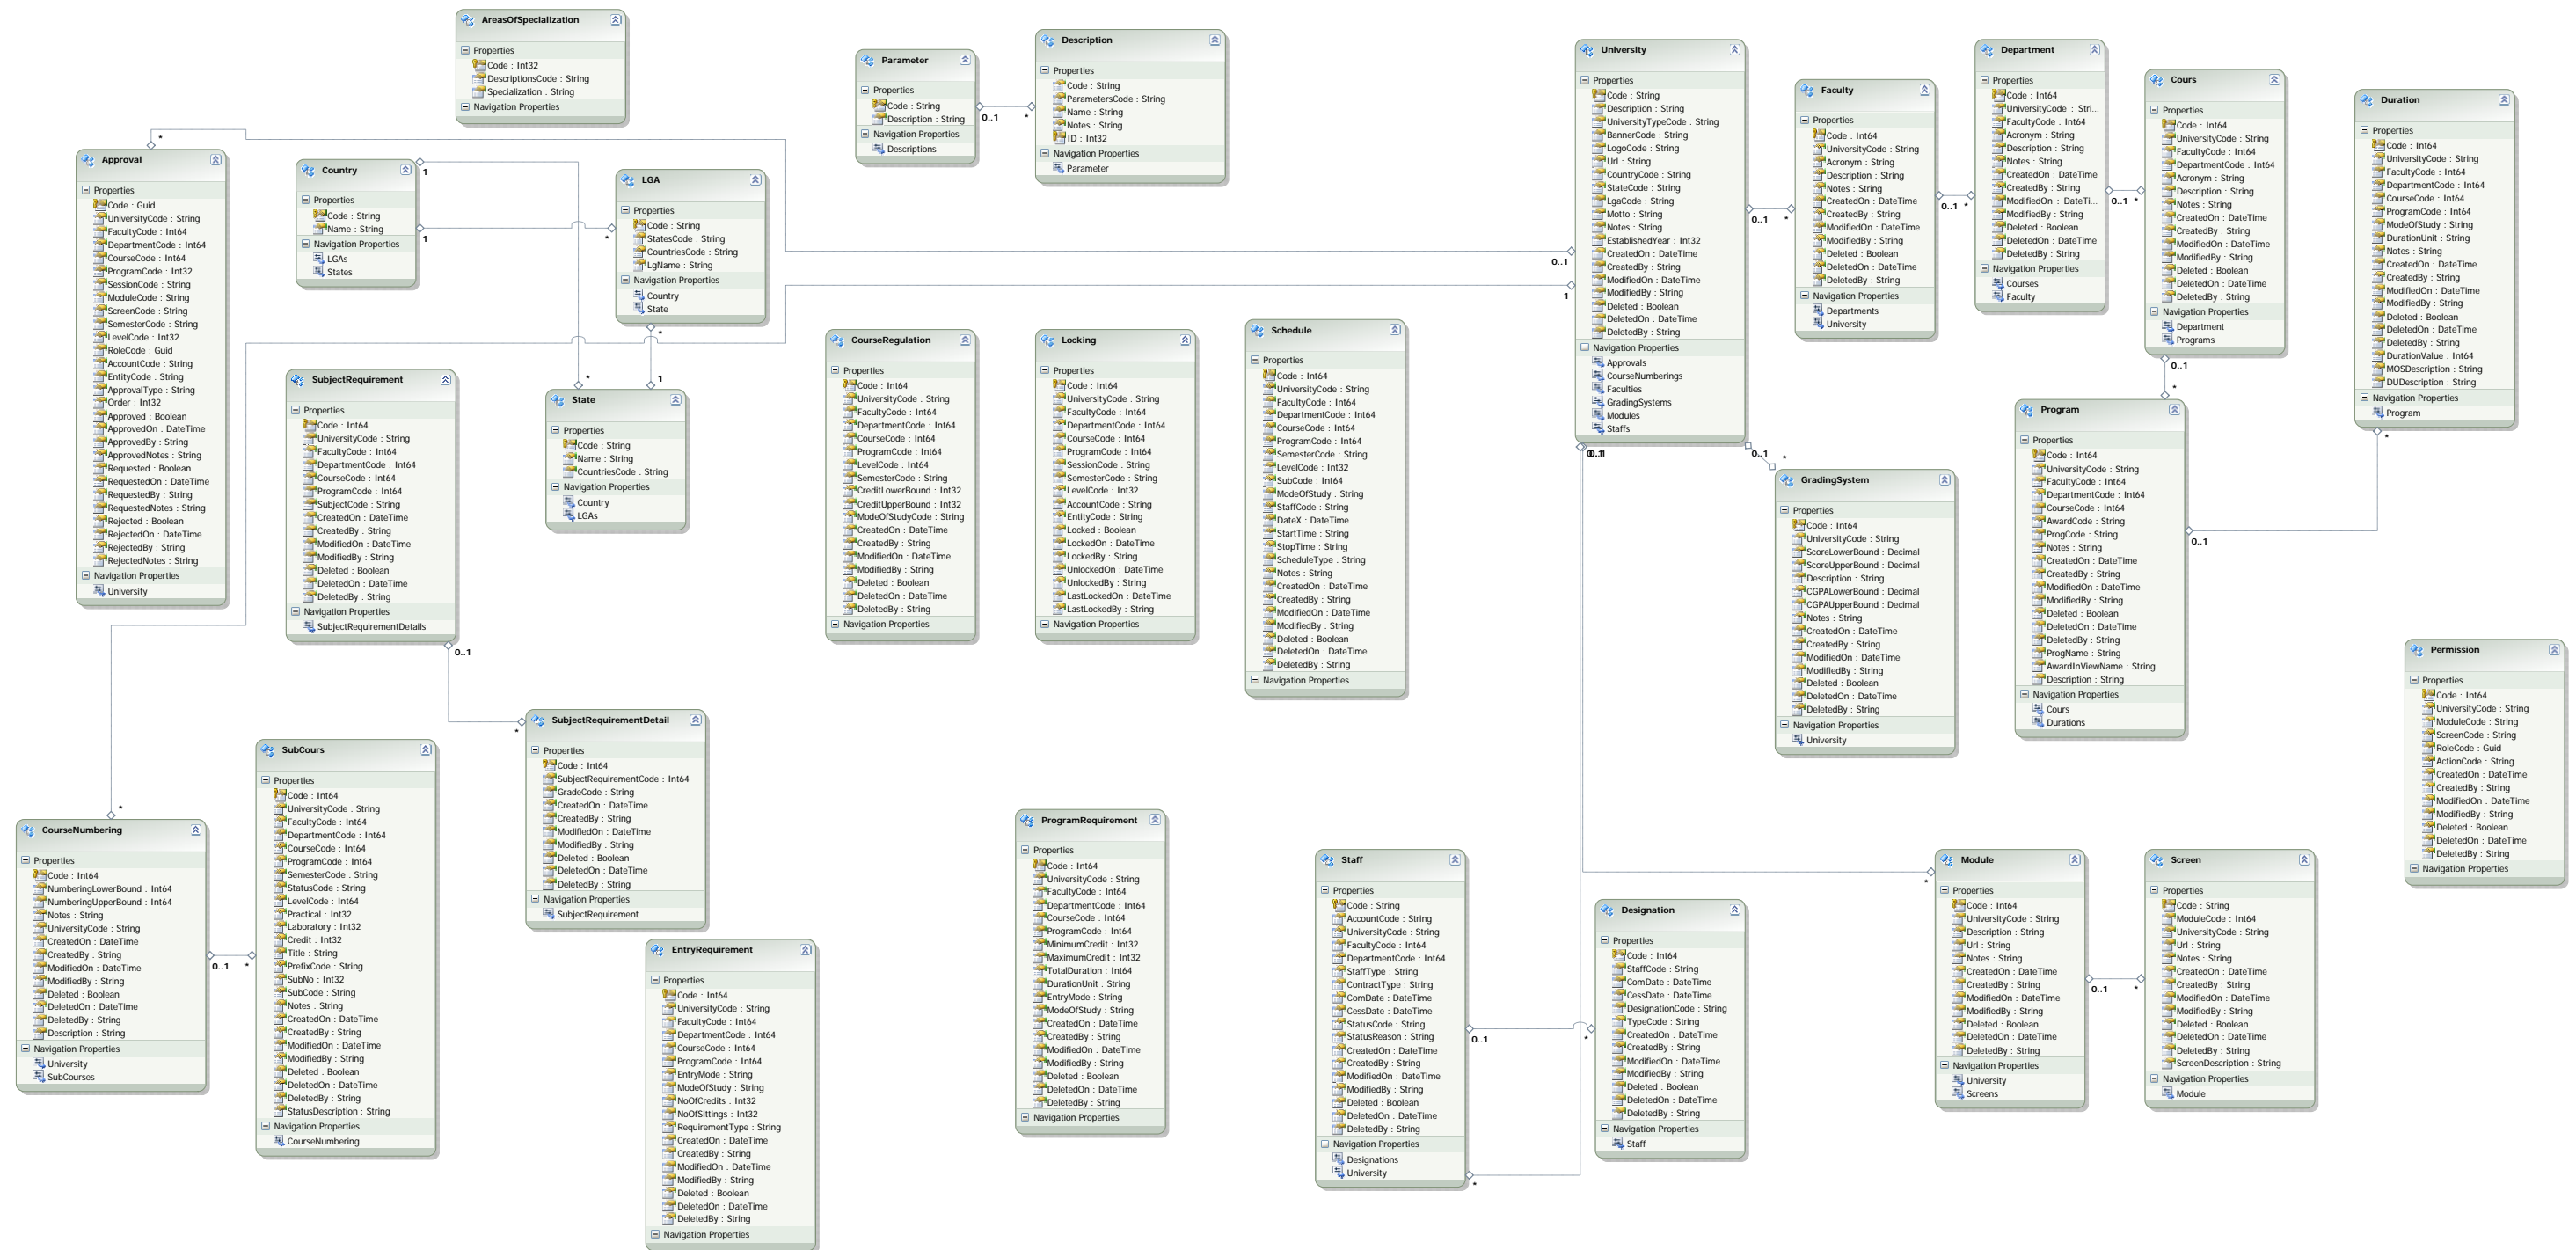 AreasOfSpecialization
Properties
Code : Int32
DescriptionsCode : String
Specialization : String
Navigation Properties
Parameter
Properties
Code : String
Description : String
Navigation Properties
Descriptions
0..1
*
Description
Properties
Code : String
ParametersCode : String
Name : String
Notes : String
ID : Int32
Navigation Properties
Parameter
University
Properties
Code : String
Description : String
UniversityTypeCode : String
BannerCode : String
LogoCode : String
Url : String
CountryCode : String
StateCode : String
LgaCode : String
Motto : String
Notes : String
EstablishedYear : Int32
CreatedOn : DateTime
CreatedBy : String
ModifiedOn : DateTime
ModifiedBy : String
Deleted : Boolean
DeletedOn : DateTime
DeletedBy : String
Navigation Properties
Approvals
CourseNumberings
Faculties
GradingSystems
Modules
Staffs
0..1
1
0..1
*
0..1
*
Faculty
Properties
Code : Int64
UniversityCode : String
Acronym : String
Description : String
Notes : String
CreatedOn : DateTime
CreatedBy : String
ModifiedOn : DateTime
ModifiedBy : String
Deleted : Boolean
DeletedOn : DateTime
DeletedBy : String
Navigation Properties
Departments
University
0..1
*
Department
Properties
Code : Int64
UniversityCode : Stri...
FacultyCode : Int64
Acronym : String
Description : String
Notes : String
CreatedOn : DateTime
CreatedBy : String
ModifiedOn : DateTi...
ModifiedBy : String
Deleted : Boolean
DeletedOn : DateTime
DeletedBy : String
Navigation Properties
Courses
Faculty
0..1
*
Cours
Properties
Code : Int64
UniversityCode : String
FacultyCode : Int64
DepartmentCode : Int64
Acronym : String
Description : String
Notes : String
CreatedOn : DateTime
CreatedBy : String
ModifiedOn : DateTime
ModifiedBy : String
Deleted : Boolean
DeletedOn : DateTime
DeletedBy : String
Navigation Properties
Department
Programs
0..1
*
Duration
Properties
Code : Int64
UniversityCode : String
FacultyCode : Int64
DepartmentCode : Int64
CourseCode : Int64
ProgramCode : Int64
ModeOfStudy : String
DurationUnit : String
Notes : String
CreatedOn : DateTime
CreatedBy : String
ModifiedOn : DateTime
ModifiedBy : String
Deleted : Boolean
DeletedOn : DateTime
DeletedBy : String
DurationValue : Int64
MOSDescription : String
DUDescription : String
Navigation Properties
Program
*
0..1
*
Approval
Properties
Code : Guid
UniversityCode : String
FacultyCode : Int64
DepartmentCode : Int64
CourseCode : Int64
ProgramCode : Int32
SessionCode : String
ModuleCode : String
ScreenCode : String
SemesterCode : String
LevelCode : Int32
RoleCode : Guid
AccountCode : String
EntityCode : String
ApprovalType : String
Order : Int32
Approved : Boolean
ApprovedOn : DateTime
ApprovedBy : String
ApprovedNotes : String
Requested : Boolean
RequestedOn : DateTime
RequestedBy : String
RequestedNotes : String
Rejected : Boolean
RejectedOn : DateTime
RejectedBy : String
RejectedNotes : String
Navigation Properties
University
Country
Properties
Code : String
Name : String
Navigation Properties
LGAs
States
1
1
*
*
LGA
Properties
Code : String
StatesCode : String
CountriesCode : String
LgName : String
Navigation Properties
Country
State
*
1
State
Properties
Code : String
Name : String
CountriesCode : String
Navigation Properties
Country
LGAs
SubjectRequirement
Properties
Code : Int64
UniversityCode : String
FacultyCode : Int64
DepartmentCode : Int64
CourseCode : Int64
ProgramCode : Int64
SubjectCode : String
CreatedOn : DateTime
CreatedBy : String
ModifiedOn : DateTime
ModifiedBy : String
Deleted : Boolean
DeletedOn : DateTime
DeletedBy : String
Navigation Properties
SubjectRequirementDetails
0..1
*
CourseRegulation
Properties
Code : Int64
UniversityCode : String
FacultyCode : Int64
DepartmentCode : Int64
CourseCode : Int64
ProgramCode : Int64
LevelCode : Int64
SemesterCode : String
CreditLowerBound : Int32
CreditUpperBound : Int32
ModeOfStudyCode : String
CreatedOn : DateTime
CreatedBy : String
ModifiedOn : DateTime
ModifiedBy : String
Deleted : Boolean
DeletedOn : DateTime
DeletedBy : String
Navigation Properties
Locking
Properties
Code : Int64
UniversityCode : String
FacultyCode : Int64
DepartmentCode : Int64
CourseCode : Int64
ProgramCode : Int64
SessionCode : String
SemesterCode : String
LevelCode : Int32
AccountCode : String
EntityCode : String
Locked : Boolean
LockedOn : DateTime
LockedBy : String
UnlockedOn : DateTime
UnlockedBy : String
LastLockedOn : DateTime
LastLockedBy : String
Navigation Properties
Schedule
Properties
Code : Int64
UniversityCode : String
FacultyCode : Int64
DepartmentCode : Int64
CourseCode : Int64
ProgramCode : Int64
SemesterCode : String
LevelCode : Int32
SubCode : Int64
ModeOfStudy : String
StaffCode : String
DateX : DateTime
StartTime : String
StopTime : String
ScheduleType : String
Notes : String
CreatedOn : DateTime
CreatedBy : String
ModifiedOn : DateTime
ModifiedBy : String
Deleted : Boolean
DeletedOn : DateTime
DeletedBy : String
Navigation Properties
GradingSystem
Properties
Code : Int64
UniversityCode : String
ScoreLowerBound : Decimal
ScoreUpperBound : Decimal
Description : String
CGPALowerBound : Decimal
CGPAUpperBound : Decimal
Notes : String
CreatedOn : DateTime
CreatedBy : String
ModifiedOn : DateTime
ModifiedBy : String
Deleted : Boolean
DeletedOn : DateTime
DeletedBy : String
Navigation Properties
University
Program
Properties
Code : Int64
UniversityCode : String
FacultyCode : Int64
DepartmentCode : Int64
CourseCode : Int64
AwardCode : String
ProgCode : String
Notes : String
CreatedOn : DateTime
CreatedBy : String
ModifiedOn : DateTime
ModifiedBy : String
Deleted : Boolean
DeletedOn : DateTime
DeletedBy : String
ProgName : String
AwardInViewName : String
Description : String
Navigation Properties
Cours
Durations
Permission
Properties
Code : Int64
UniversityCode : String
ModuleCode : String
ScreenCode : String
RoleCode : Guid
ActionCode : String
CreatedOn : DateTime
CreatedBy : String
ModifiedOn : DateTime
ModifiedBy : String
Deleted : Boolean
DeletedOn : DateTime
DeletedBy : String
Navigation Properties
*
CourseNumbering
Properties
Code : Int64
NumberingLowerBound : Int64
NumberingUpperBound : Int64
Notes : String
UniversityCode : String
CreatedOn : DateTime
CreatedBy : String
ModifiedOn : DateTime
ModifiedBy : String
Deleted : Boolean
DeletedOn : DateTime
DeletedBy : String
Description : String
Navigation Properties
University
SubCourses
0..1
*
SubCours
Properties
Code : Int64
UniversityCode : String
FacultyCode : Int64
DepartmentCode : Int64
CourseCode : Int64
ProgramCode : Int64
SemesterCode : String
StatusCode : String
LevelCode : Int64
Practical : Int32
Laboratory : Int32
Credit : Int32
Title : String
PrefixCode : String
SubNo : Int32
SubCode : String
Notes : String
CreatedOn : DateTime
CreatedBy : String
ModifiedOn : DateTime
ModifiedBy : String
Deleted : Boolean
DeletedOn : DateTime
DeletedBy : String
StatusDescription : String
Navigation Properties
CourseNumbering
SubjectRequirementDetail
Properties
Code : Int64
SubjectRequirementCode : Int64
GradeCode : String
CreatedOn : DateTime
CreatedBy : String
ModifiedOn : DateTime
ModifiedBy : String
Deleted : Boolean
DeletedOn : DateTime
DeletedBy : String
Navigation Properties
SubjectRequirement
EntryRequirement
Properties
Code : Int64
UniversityCode : String
FacultyCode : Int64
DepartmentCode : Int64
CourseCode : Int64
ProgramCode : Int64
EntryMode : String
ModeOfStudy : String
NoOfCredits : Int32
NoOfSittings : Int32
RequirementType : String
CreatedOn : DateTime
CreatedBy : String
ModifiedOn : DateTime
ModifiedBy : String
Deleted : Boolean
DeletedOn : DateTime
DeletedBy : String
Navigation Properties
ProgramRequirement
Properties
Code : Int64
UniversityCode : String
FacultyCode : Int64
DepartmentCode : Int64
CourseCode : Int64
ProgramCode : Int64
MinimumCredit : Int32
MaximumCredit : Int32
TotalDuration : Int64
DurationUnit : String
EntryMode : String
ModeOfStudy : String
CreatedOn : DateTime
CreatedBy : String
ModifiedOn : DateTime
ModifiedBy : String
Deleted : Boolean
DeletedOn : DateTime
DeletedBy : String
Navigation Properties
Staff
Properties
Code : String
AccountCode : String
UniversityCode : String
FacultyCode : Int64
DepartmentCode : Int64
StaffType : String
ContractType : String
ComDate : DateTime
CessDate : DateTime
StatusCode : String
StatusReason : String
CreatedOn : DateTime
CreatedBy : String
ModifiedOn : DateTime
ModifiedBy : String
Deleted : Boolean
DeletedOn : DateTime
DeletedBy : String
Navigation Properties
Designations
University
0..1
*
*
Designation
Properties
Code : Int64
StaffCode : String
ComDate : DateTime
CessDate : DateTime
DesignationCode : String
TypeCode : String
CreatedOn : DateTime
CreatedBy : String
ModifiedOn : DateTime
ModifiedBy : String
Deleted : Boolean
DeletedOn : DateTime
DeletedBy : String
Navigation Properties
Staff
*
Module
Properties
Code : Int64
UniversityCode : String
Description : String
Url : String
Notes : String
CreatedOn : DateTime
CreatedBy : String
ModifiedOn : DateTime
ModifiedBy : String
Deleted : Boolean
DeletedOn : DateTime
DeletedBy : String
Navigation Properties
University
Screens
0..1
*
Screen
Properties
Code : String
ModuleCode : Int64
UniversityCode : String
Url : String
Notes : String
CreatedOn : DateTime
CreatedBy : String
ModifiedOn : DateTime
ModifiedBy : String
Deleted : Boolean
DeletedOn : DateTime
DeletedBy : String
ScreenDescription : String
Navigation Properties
Module